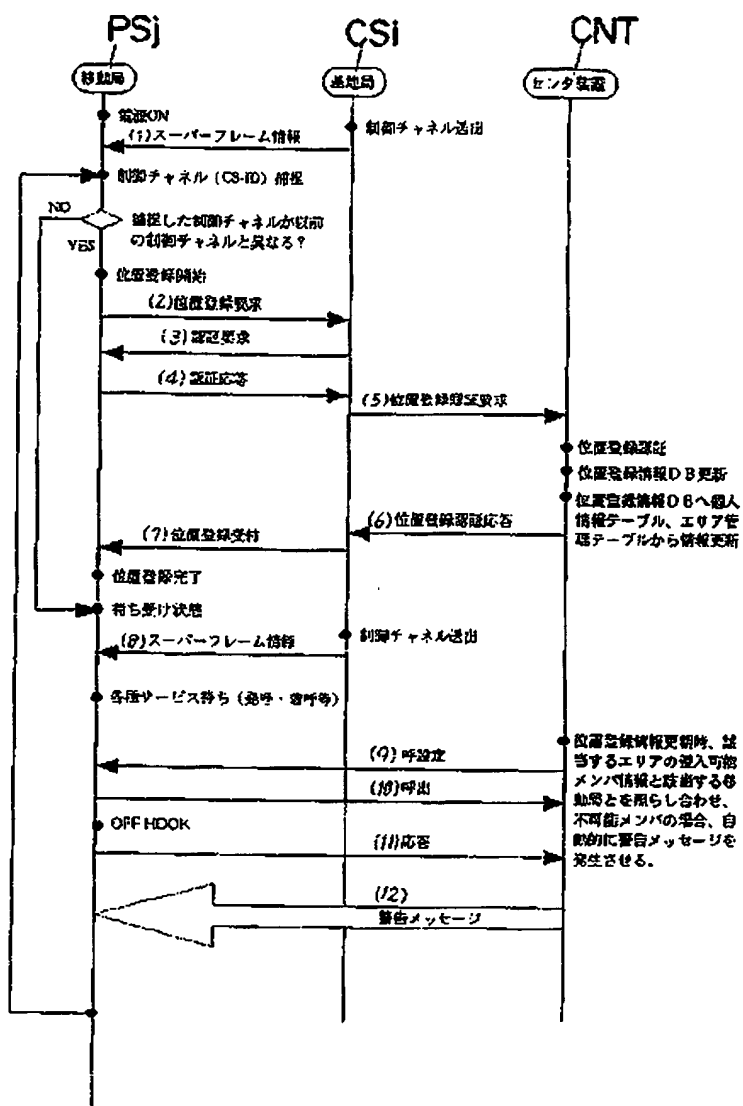 PSj
CSi
CNT
移動局
基地局
センタ装置
電源ON
制御チャネル送出
(1)スーパーフレーム情報
制御チャネル(CS-ID)捕捉
NO
捕捉した制御チャネルが以前
の制御チャネルと異なる?
YES
位置登録開始
(2)位置登録要求
(3)認証要求
(4)認証応答
(5)位置登録認証要求
位置登録認証
位置登録情報DB更新
位置登録情報DBへ個人
情報テーブル、エリア管
理テーブルから情報更新
(6)位置登録認証応答
(7)位置登録受付
位置登録完了
待ち受け状態
制御チャネル送出
(8)スーパーフレーム情報
各種サービス待ち(発呼・着呼等)
位置登録情報更新時、該
当するエリアの侵入可能
メンバ情報と該当する移
動局とを照らし合わせ、
不可能メンバの場合、自
動的に警告メッセージを
発生させる。
(9)呼設定
(10)呼出
OFF HOOK
(11)応答
(12)
警告メッセージ